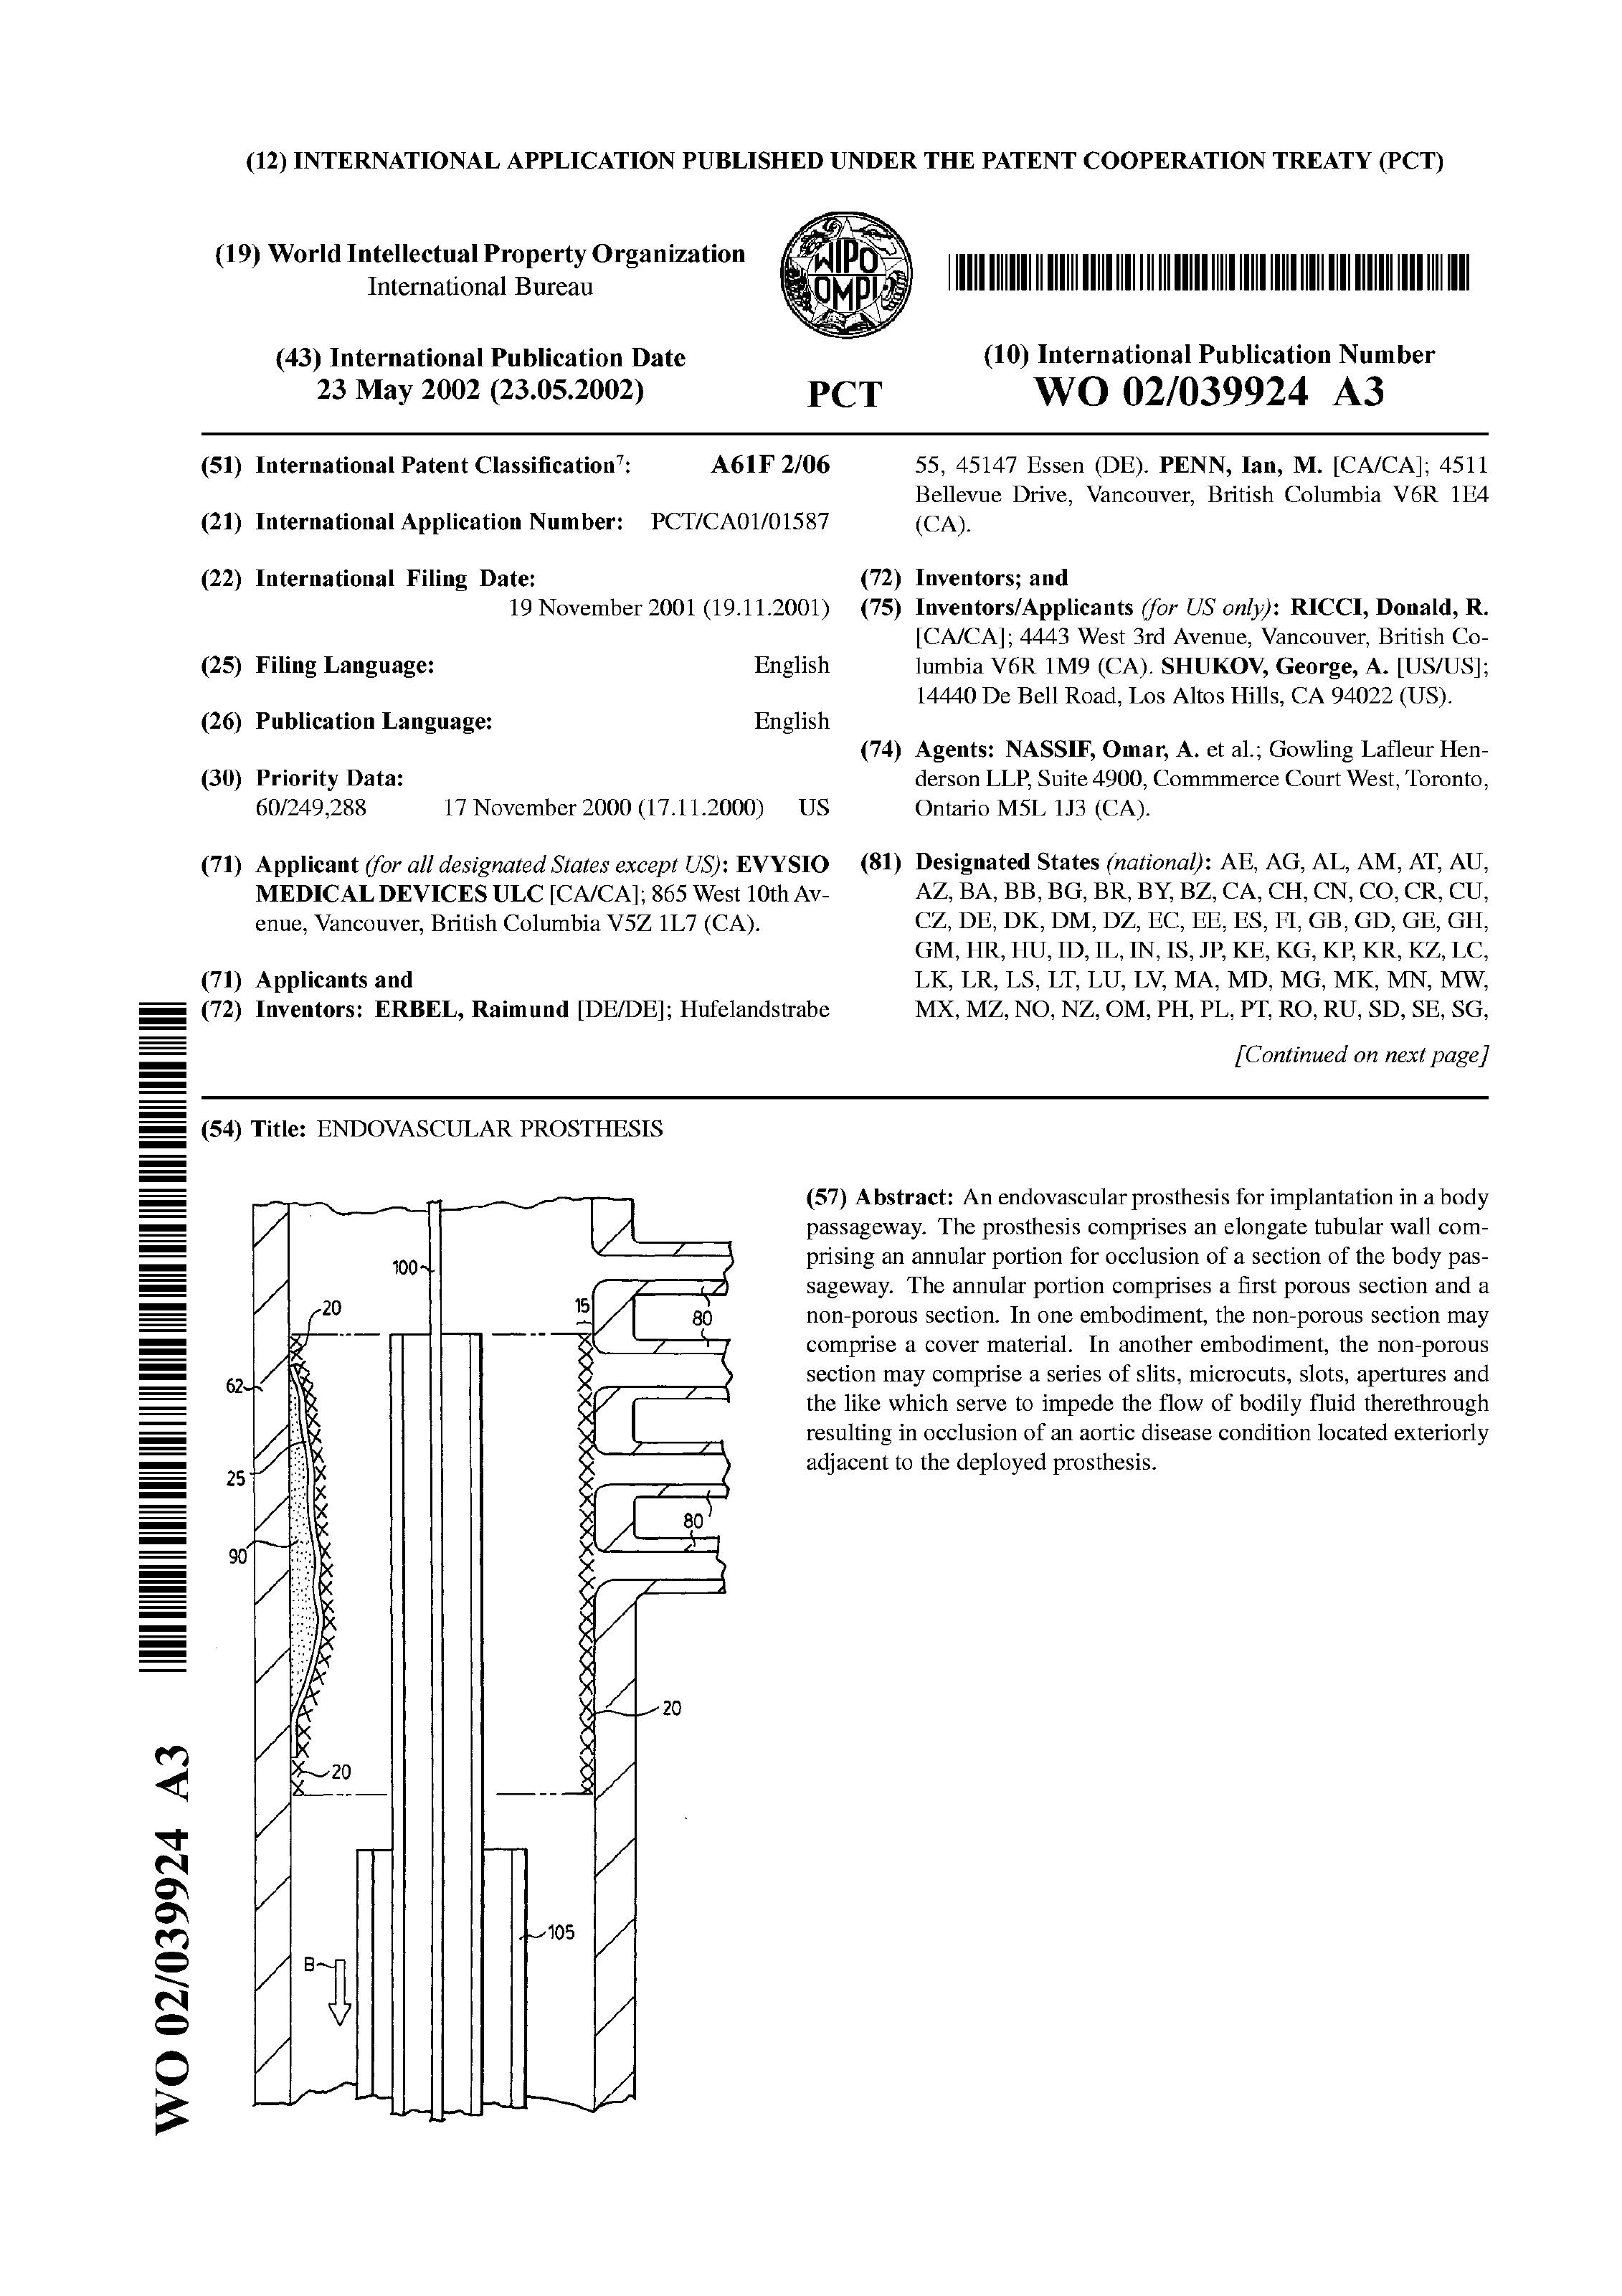 (12) INTERNATIONAL APPLICATION PUBLISHED UNDER THE PATENT COOPERATION TREATY (PCT)
(19) World Intellectual Property Organization
International Bureau
WIPO
OMPI
(43) International Publication Date
23 May 2002 (23.05.2002)
PCT
(10) International Publication Number
WO 02/039924 A3
(51) International Patent Classification7: A61F 2/06
(21) International Application Number: PCT/CA01/01587
(22) International Filing Date:
19 November 2001 (19.11.2001)
(25) Filing Language: English
(26) Publication Language: English
(30) Priority Data:
60/249,288 17 November 2000 (17.11.2000) US
(71) Applicant (for all designated States except US): EVYSIO
MEDICAL DEVICES ULC [CA/CA]; 865 West 10th Av-
enue, Vancouver, British Columbia V5Z 1L7 (CA).
(71) Applicants and
(72) Inventors: ERBEL, Raimund [DE/DE]; Hufelandstrabe
55, 45147 Essen (DE). PENN, Ian, M. [CA/CA]; 4511
Bellevue Drive, Vancouver, British Columbia V6R 1E4
(CA).
(72) Inventors; and
(75) Inventors/Applicants (for US only): RICCI, Donald, R.
[CA/CA]; 4443 West 3rd Avenue, Vancouver, British Co-
lumbia V6R 1M9 (CA). SHUKOV, George, A. [US/US];
14440 De Bell Road, Los Altos Hills, CA 94022 (US).
(74) Agents: NASSIF, Omar, A. et al.; Gowling Lafleur Hen-
derson LLP, Suite 4900, Commmerce Court West, Toronto,
Ontario M5L 1J3 (CA).
(81) Designated States (national): AE, AG, AL, AM, AT, AU,
AZ, BA, BB, BG, BR, BY, BZ, CA, CH, CN, CO, CR, CU,
CZ, DE, DK, DM, DZ, EC, EE, ES, FI, GB, GD, GE, GH,
GM, HR, HU, ID, IL, IN, IS, JP, KE, KG, KP, KR, KZ, LC,
LK, LR, LS, LT, LU, LV, MA, MD, MG, MK, MN, MW,
MX, MZ, NO, NZ, OM, PH, PL, PT, RO, RU, SD, SE, SG,
[Continued on next page]
(54) Title: ENDOVASCULAR PROSTHESIS
(57) Abstract: An endovascular prosthesis for implantation in a body
passageway. The prosthesis comprises an elongate tubular wall com-
prising an annular portion for occlusion of a section of the body pas-
sageway. The annular portion comprises a first porous section and a
non-porous section. In one embodiment, the non-porous section may
comprise a cover material. In another embodiment, the non-porous
section may comprise a series of slits, microcuts, slots, apertures and
the like which serve to impede the flow of bodily fluid therethrough
resulting in occlusion of an aortic disease condition located exteriorly
adjacent to the deployed prosthesis.
100
20
15
80
62
25
80
90
20
20
105
B
WO 02/039924 A3